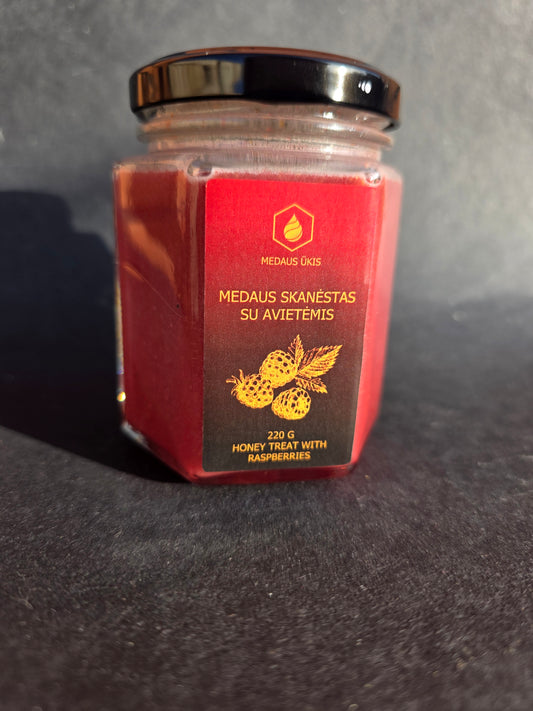 MEDAUS ŪKIS
MEDAUS SKANĖSTAS
SU AVIETĖMIS
220 G
HONEY TREAT WITH
RASPBERRIES